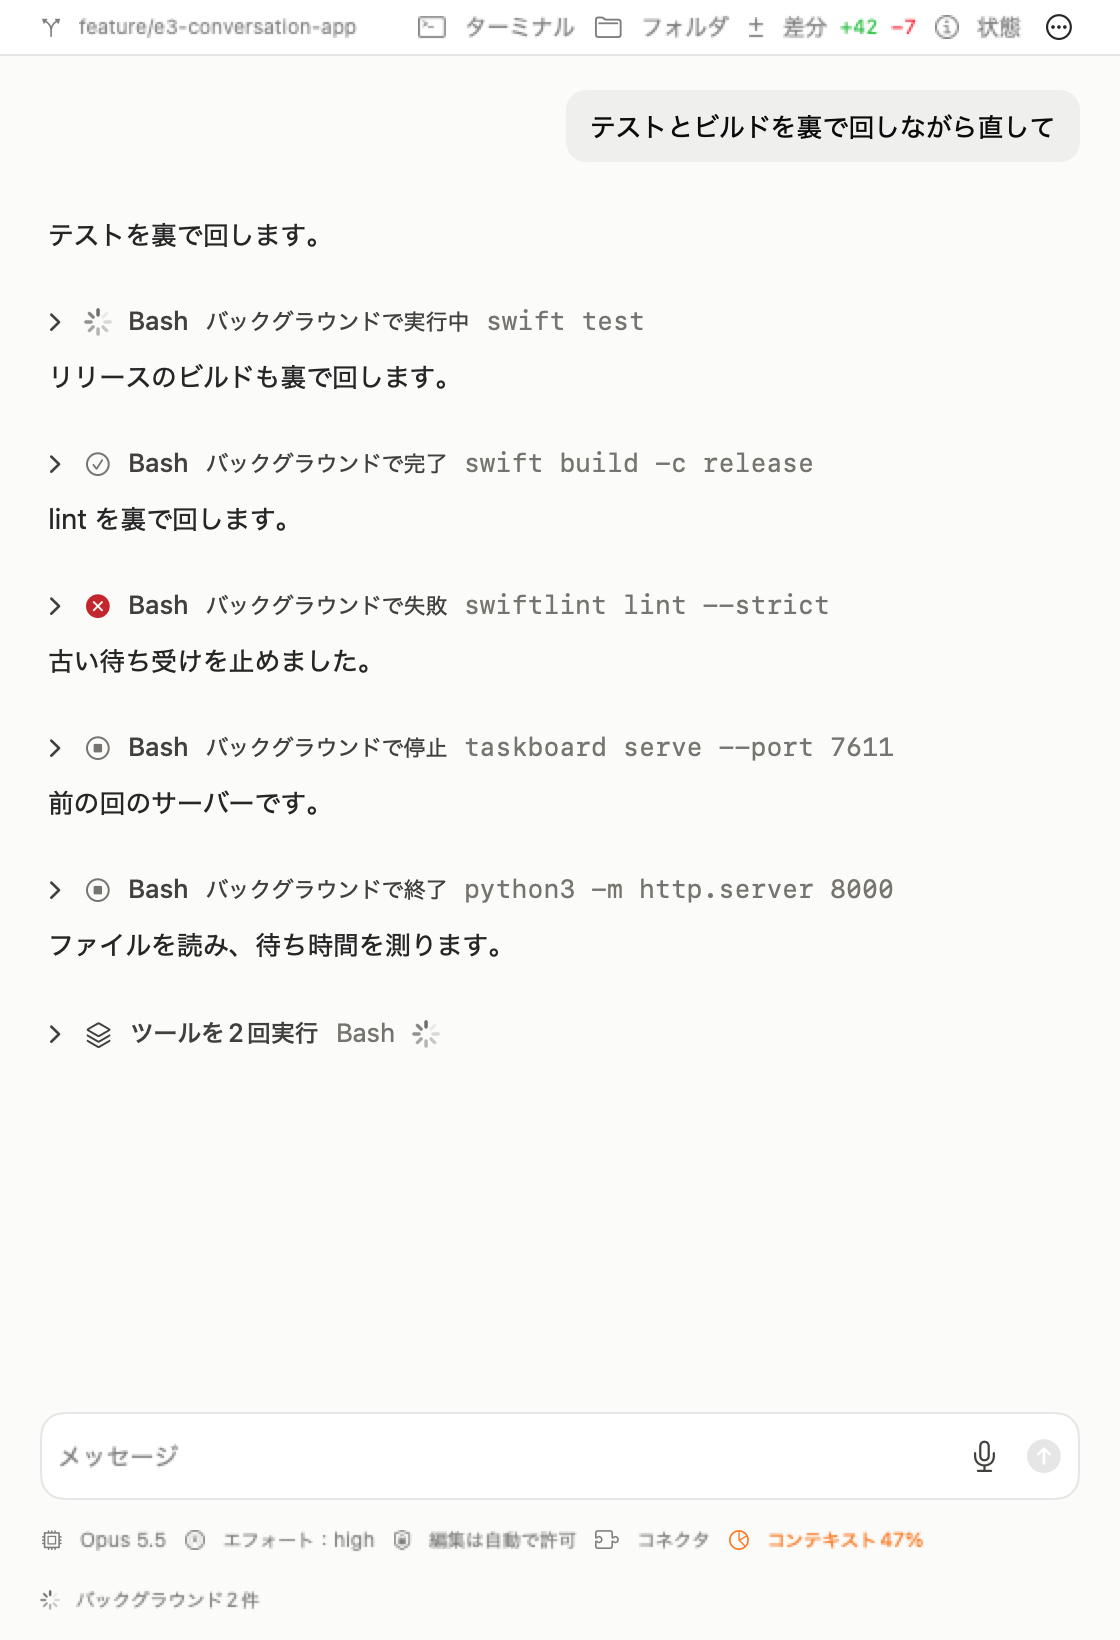 feature/e3-conversation-app ターミナル フォルダ 差分 +42 −7 状態
テストとビルドを裏で回しながら直して
テストを裏で回します。
Bash バックグラウンドで実行中 swift test
リリースのビルドも裏で回します。
Bash バックグラウンドで完了 swift build -c release
lint を裏で回します。
Bash バックグラウンドで失敗 swiftlint lint --strict
古い待ち受けを止めました。
Bash バックグラウンドで停止 taskboard serve --port 7611
前の回のサーバーです。
Bash バックグラウンドで終了 python3 -m http.server 8000
ファイルを読み、待ち時間を測ります。
ツールを2回実行 Bash
メッセージ
Opus 5.5 エフォート：high 編集は自動で許可 コネクタ コンテキスト47%
バックグラウンド2件